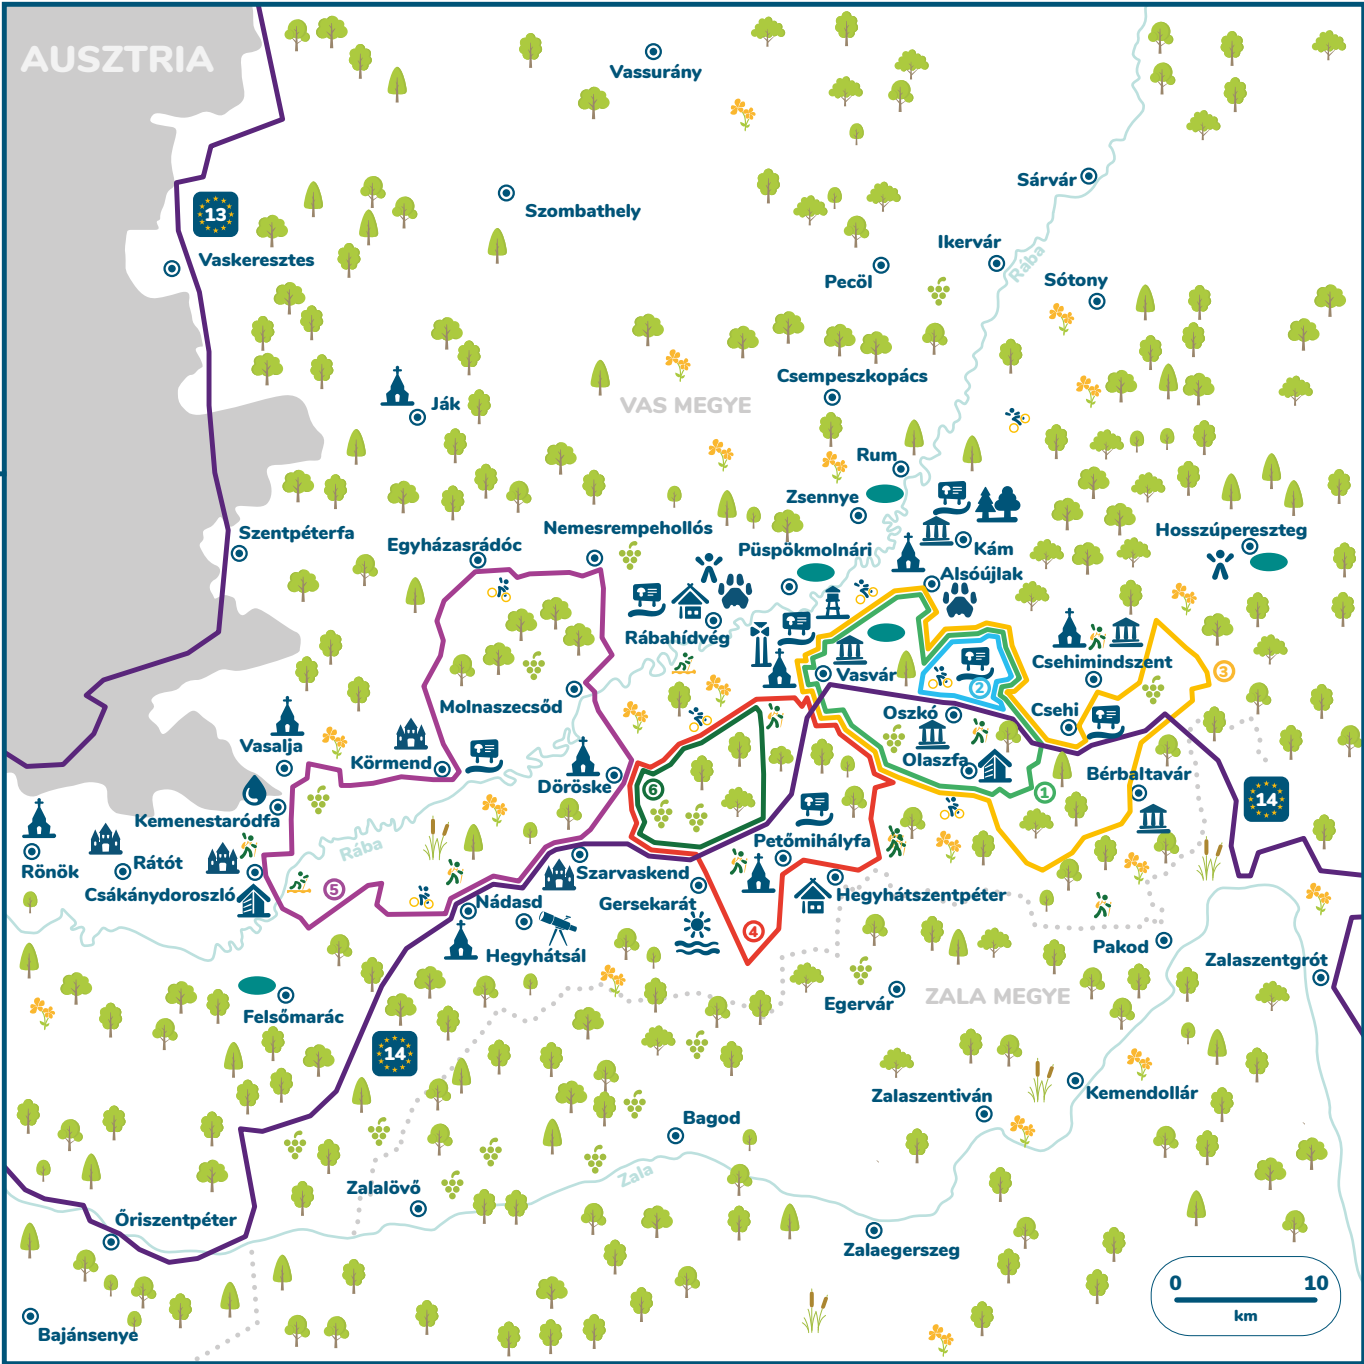 AUSZTRIA
Vassurány
Sárvár
13
Szombathely
Ikervár
Vaskeresztes
Rába
Pecöl
Sótony
Csempeszkopács
Ják
VAS MEGYE
Rum
Zsennye
Szentpéterfa
Nemesrempehollós
Hosszúpereszteg
Egyházasrádóc
Püspökmolnári
Kám
Alsóújlak
Rábahídvég
Csehimindszent
Vasvár
3
2
Molnaszecsőd
Oszkó
Csehi
Vasalja
Körmend
Olaszfa
Bérbaltavár
Döröske
6
1
14
Kemenestaródfa
Rába
Petőmihályfa
Rönök
Rátót
Szarvaskend
Csákánydoroszló
5
Nádasd
Gersekarát
Hegyhátszentpéter
4
Hegyhátsál
Pakod
Zalaszentgrót
Egervár
ZALA MEGYE
Felsőmarác
14
Zalaszentiván
Kemendollár
Bagod
Zala
Zalalövő
Őriszentpéter
Zalaegerszeg
0 10
km
Bajánsenye